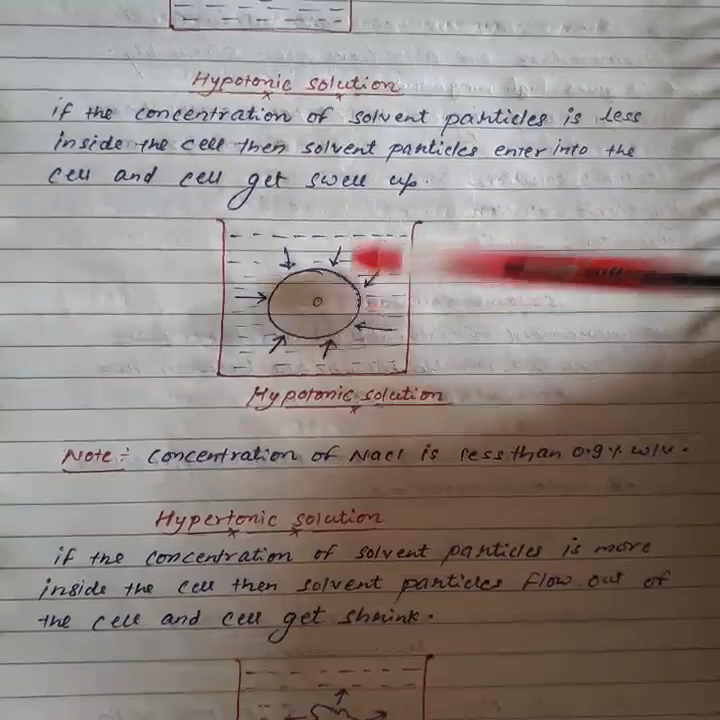 Hypotonic solution
if the concentration of solvent particles is less
inside the cell then solvent particles enter into the
cell and cell get swell up.
Hypotonic solution
Note :- Concentration of NaCl is less than 0.9% w/v.
Hypertonic solution
if the concentration of solvent particles is more
inside the cell then solvent particles flow out of
the cell and cell get shrink.